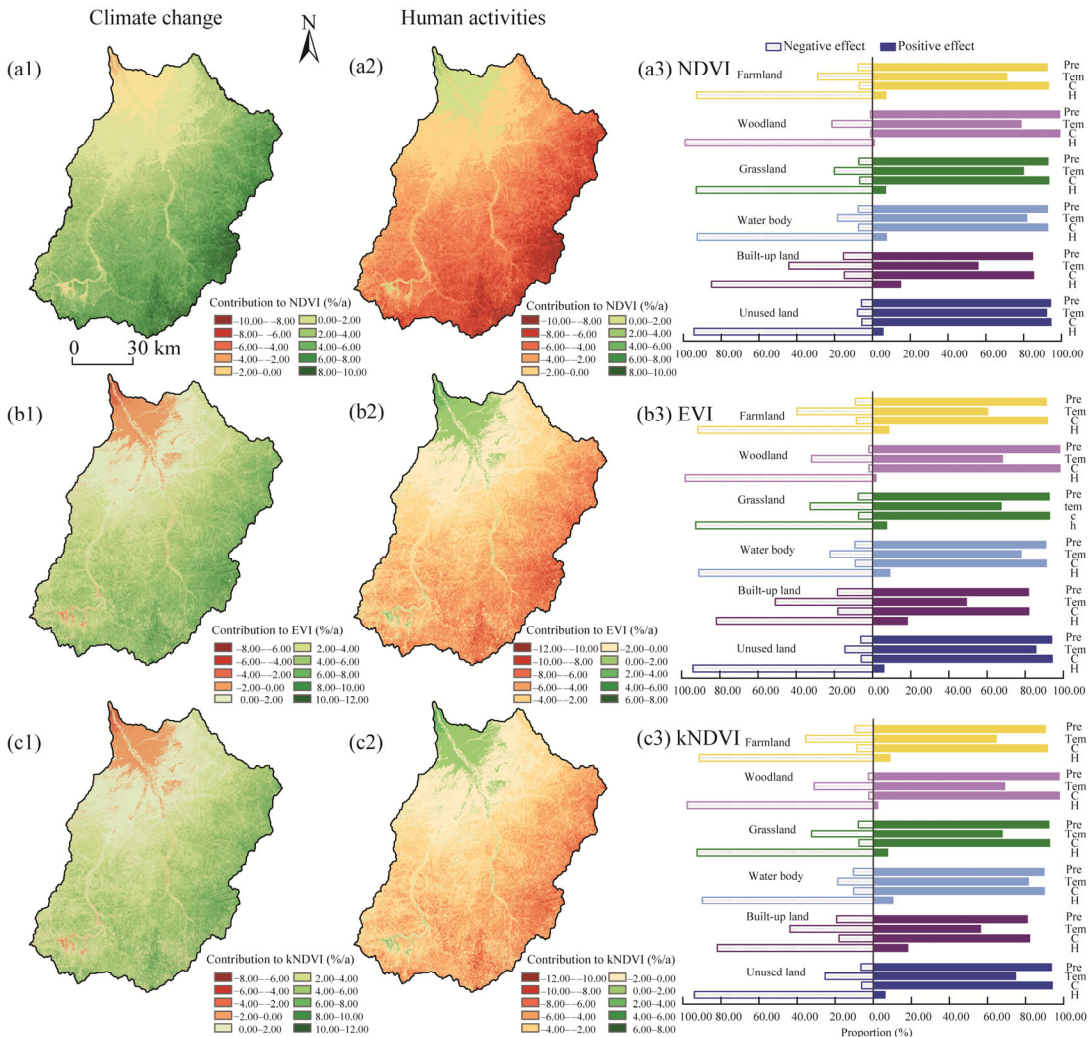 Climate change
Human activities
N
Negative effect
Positive effect
(a1)
(a2)
(a3) NDVI
Farmland
Pre
Tem
C
H
Woodland
Pre
Tem
C
H
Grassland
Pre
Tem
C
H
Water body
Pre
Tem
C
H
Built-up land
Pre
Tem
C
H
Unused land
Pre
Tem
C
H
100.00 80.00 60.00 40.00 20.00 0.00 20.00 40.00 60.00 80.00 100.00
0 30 km
Contribution to NDVI (%/a)
−10.00−−8.00 0.00−2.00
−8.00−−6.00 2.00−4.00
−6.00−−4.00 4.00−6.00
−4.00−−2.00 6.00−8.00
−2.00−0.00 8.00−10.00
Contribution to NDVI (%/a)
−10.00−−8.00 0.00−2.00
−8.00−−6.00 2.00−4.00
−6.00−−4.00 4.00−6.00
−4.00−−2.00 6.00−8.00
−2.00−0.00 8.00−10.00
(b1)
(b2)
(b3) EVI
Farmland
Pre
Tem
C
H
Woodland
Pre
Tem
C
H
Grassland
Pre
tem
c
h
Water body
Pre
Tem
C
H
Built-up land
Pre
Tem
C
H
Unused land
Pre
Tem
C
H
100.00 80.00 60.00 40.00 20.00 0.00 20.00 40.00 60.00 80.00 100.00
Contribution to EVI (%/a)
−8.00−−6.00 2.00−4.00
−6.00−−4.00 4.00−6.00
−4.00−−2.00 6.00−8.00
−2.00−0.00 8.00−10.00
0.00−2.00 10.00−12.00
Contribution to EVI (%/a)
−12.00−−10.00 −2.00−0.00
−10.00−−8.00 0.00−2.00
−8.00−−6.00 2.00−4.00
−6.00−−4.00 4.00−6.00
−4.00−−2.00 6.00−8.00
(c1)
(c2)
(c3) kNDVI
Farmland
Pre
Tem
C
H
Woodland
Pre
Tem
C
H
Grassland
Pre
Tem
C
H
Water body
Pre
Tem
C
H
Built-up land
Pre
Tem
C
H
Unused land
Pre
Tem
C
H
100.00 80.00 60.00 40.00 20.00 0.00 20.00 40.00 60.00 80.00 100.00
Proportion (%)
Contribution to kNDVI (%/a)
−8.00−−6.00 2.00−4.00
−6.00−−4.00 4.00−6.00
−4.00−−2.00 6.00−8.00
−2.00−0.00 8.00−10.00
0.00−2.00 10.00−12.00
Contribution to kNDVI (%/a)
−12.00−−10.00 −2.00−0.00
−10.00−−8.00 0.00−2.00
−8.00−−6.00 2.00−4.00
−6.00−−4.00 4.00−6.00
−4.00−−2.00 6.00−8.00